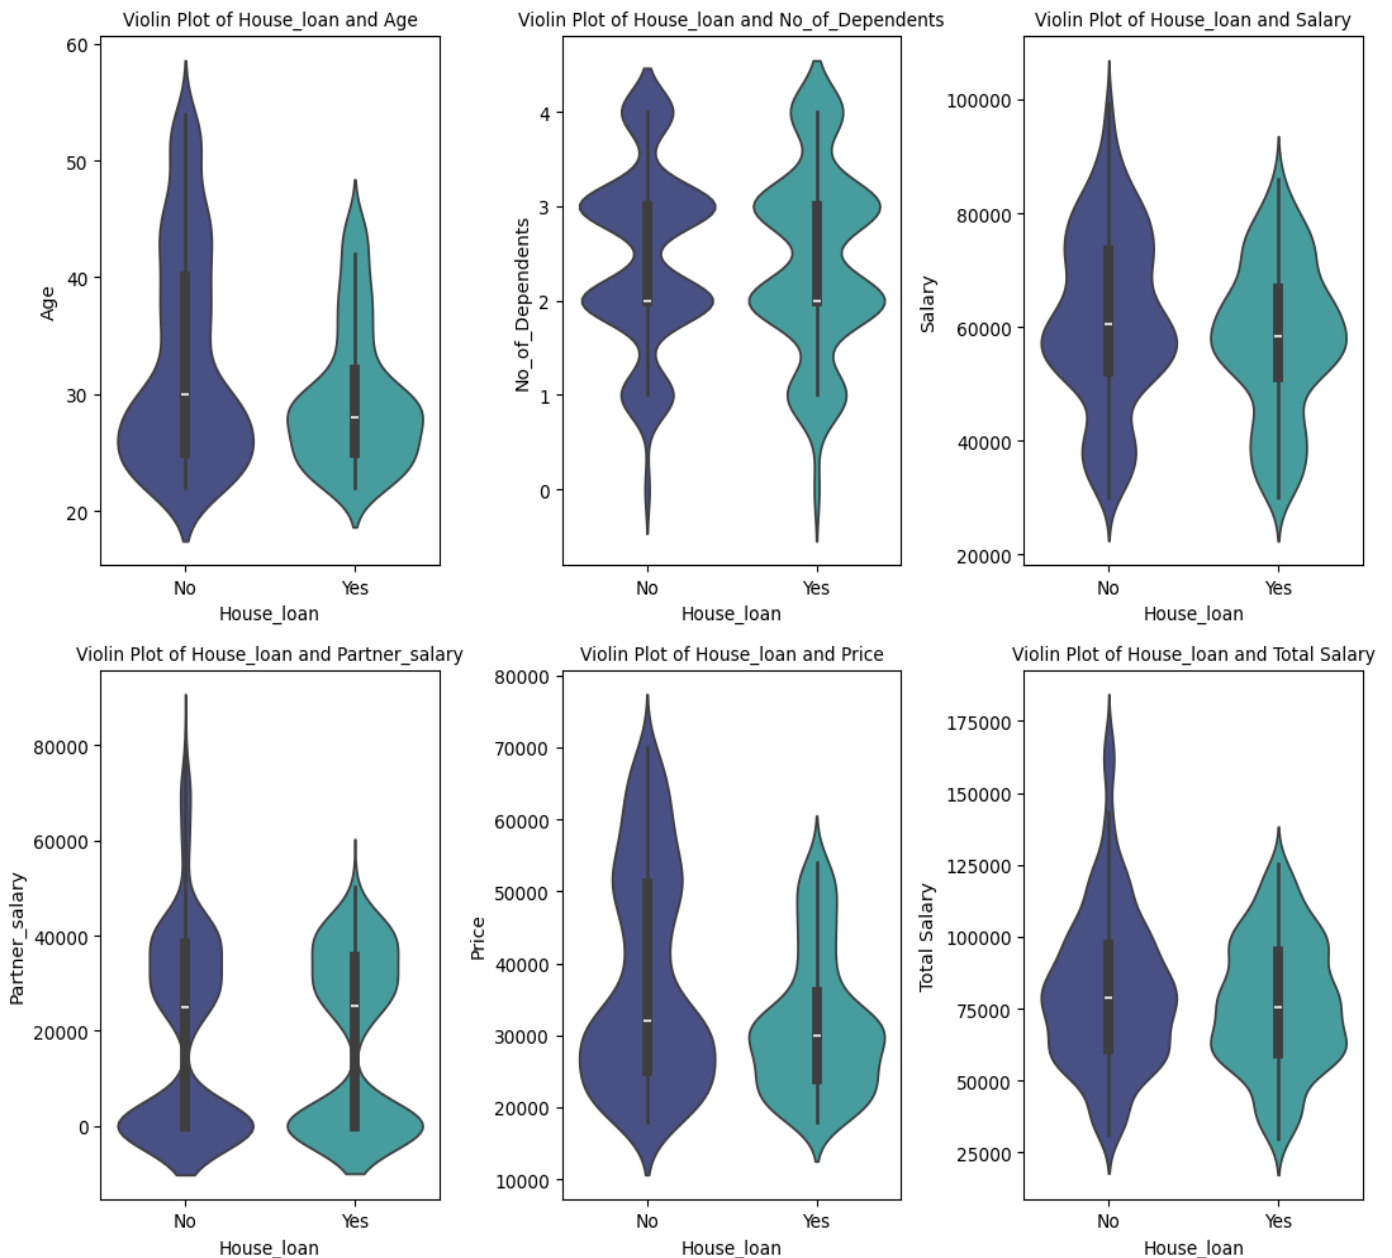 Violin Plot of House_loan and Age
60
50
40
30
20
Age
No
Yes
House_loan
Violin Plot of House_loan and No_of_Dependents
4
3
2
1
0
No_of_Dependents
No
Yes
House_loan
Violin Plot of House_loan and Salary
100000
80000
60000
40000
20000
Salary
No
Yes
House_loan
Violin Plot of House_loan and Partner_salary
80000
60000
40000
20000
0
Partner_salary
No
Yes
House_loan
Violin Plot of House_loan and Price
80000
70000
60000
50000
40000
30000
20000
10000
Price
No
Yes
House_loan
Violin Plot of House_loan and Total Salary
175000
150000
125000
100000
75000
50000
25000
Total Salary
No
Yes
House_loan